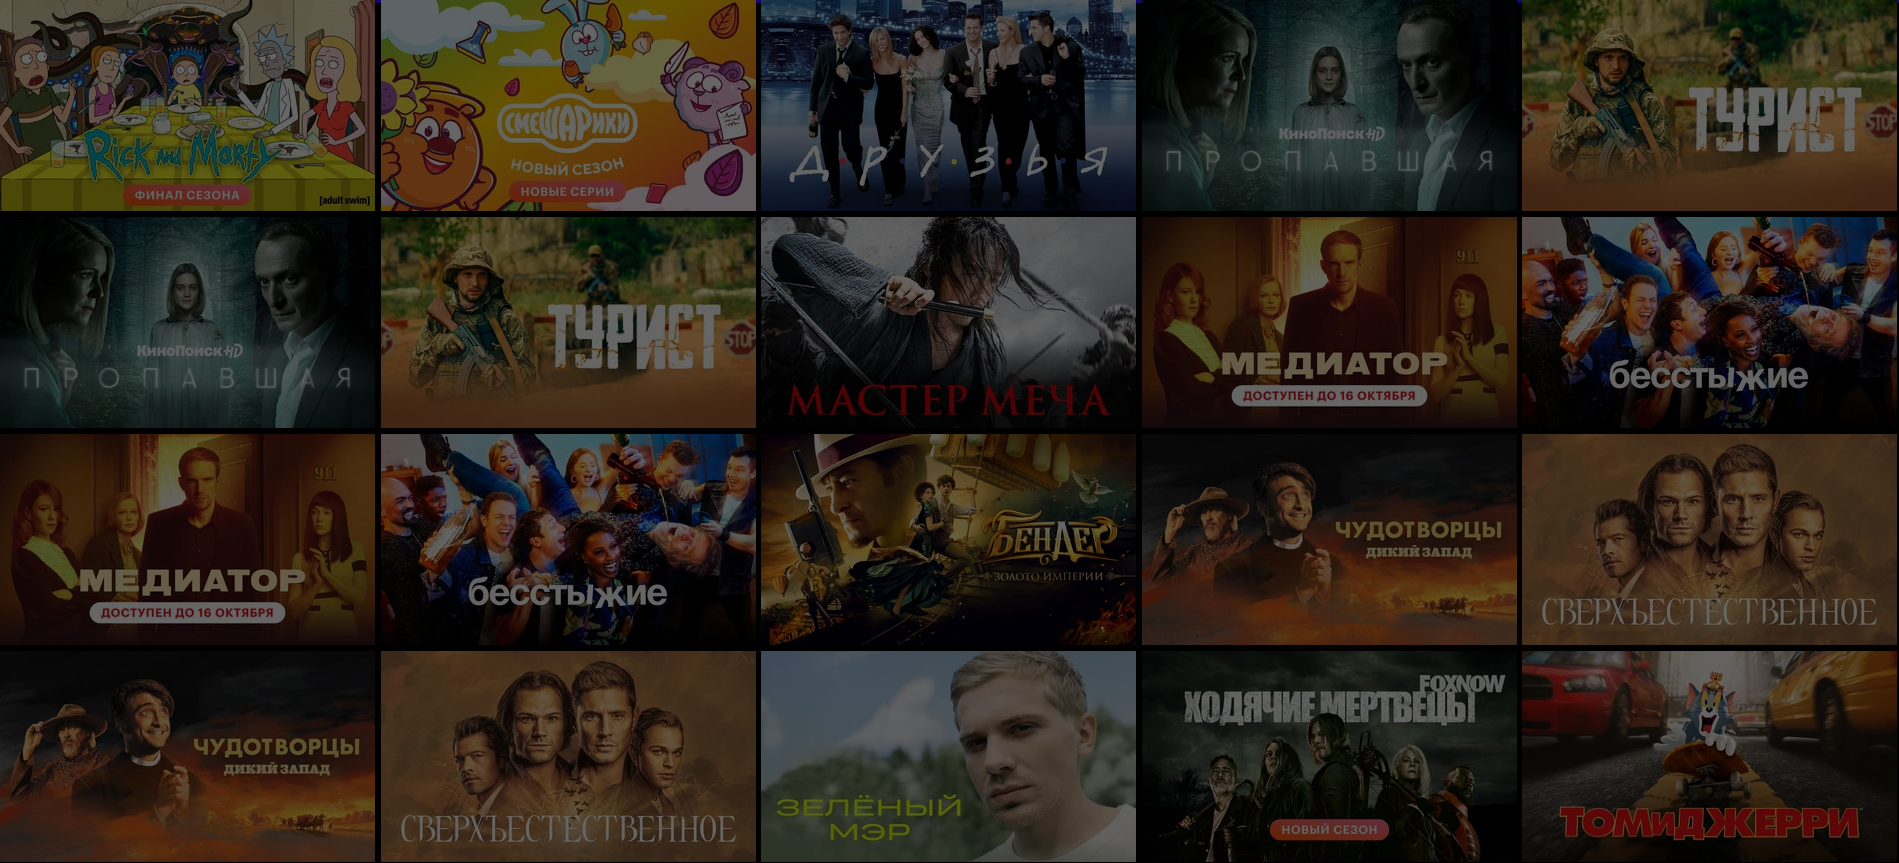 Rick and Morty
ФИНАЛ СЕЗОНА
[adult swim]
СМЕШАРИКИ
НОВЫЙ СЕЗОН
НОВЫЕ СЕРИИ
Д·Р·У·З·Ь·Я
КиноПоиск HD
ПРОПАВШАЯ
ТУРИСТ
STOP
КиноПоиск HD
ПРОПАВШАЯ
ТУРИСТ
STOP
МАСТЕР МЕЧА
911
МЕДИАТОР
ДОСТУПЕН ДО 16 ОКТЯБРЯ
бесстыжие
911
МЕДИАТОР
ДОСТУПЕН ДО 16 ОКТЯБРЯ
бесстыжие
БЕНДЕР
ЗОЛОТО ИМПЕРИИ
ЧУДОТВОРЦЫ
ДИКИЙ ЗАПАД
СВЕРХЪЕСТЕСТВЕННОЕ
ЧУДОТВОРЦЫ
ДИКИЙ ЗАПАД
СВЕРХЪЕСТЕСТВЕННОЕ
ЗЕЛЁНЫЙ
МЭР
FOXNOW
ХОДЯЧИЕ МЕРТВЕЦЫ
НОВЫЙ СЕЗОН
ТОМ и ДЖЕРРИ